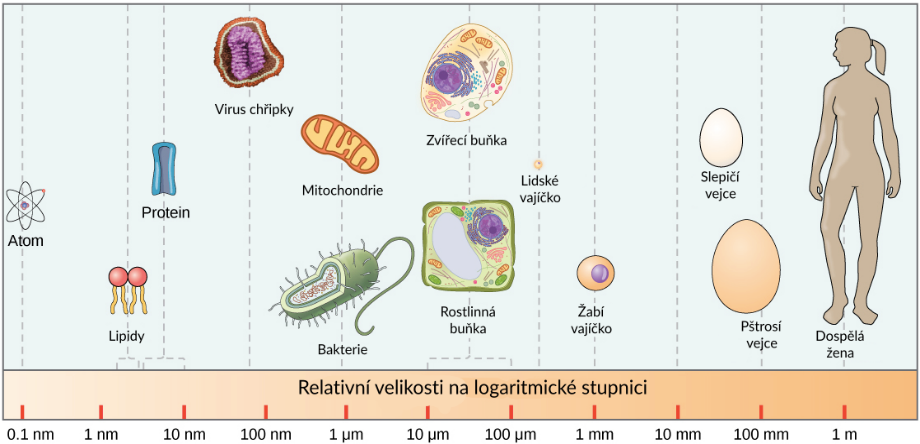 Virus chřipky
Zvířecí buňka
Mitochondrie
Lidské
vajíčko
Slepičí
vejce
Protein
Atom
Lipidy
Bakterie
Rostlinná
buňka
Žabí
vajíčko
Pštrosí
vejce
Dospělá
žena
Relativní velikosti na logaritmické stupnici
0.1 nm 1 nm 10 nm 100 nm 1 µm 10 µm 100 µm 1 mm 10 mm 100 mm 1 m